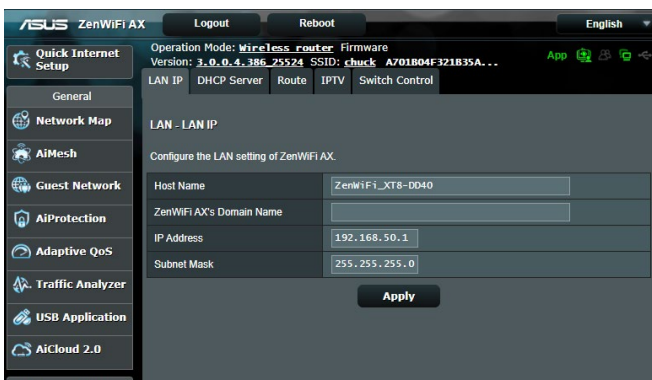 ASUS ZenWiFi AX Logout Reboot English
Quick Internet Setup
Operation Mode: Wireless router Firmware
Version: 3.0.0.4.386_25524 SSID: chuck A701B04F321B35A...
App
LAN IP DHCP Server Route IPTV Switch Control
General
Network Map
AiMesh
Guest Network
AiProtection
Adaptive QoS
Traffic Analyzer
USB Application
AiCloud 2.0
LAN - LAN IP
Configure the LAN setting of ZenWiFi AX.
Host Name ZenWiFi_XT8-DD40
ZenWiFi AX's Domain Name
IP Address 192.168.50.1
Subnet Mask 255.255.255.0
Apply